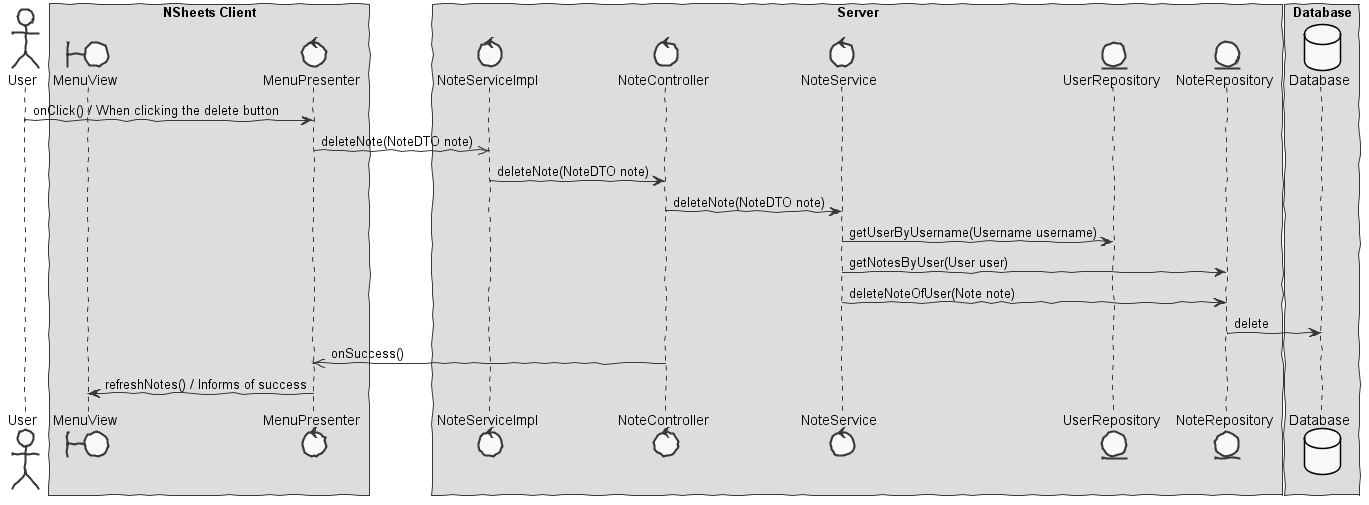 NSheets Client
Server
Database
User
MenuView
MenuPresenter
NoteServiceImpl
NoteController
NoteService
UserRepository
NoteRepository
Database
onClick() / When clicking the delete button
deleteNote(NoteDTO note)
deleteNote(NoteDTO note)
deleteNote(NoteDTO note)
getUserByUsername(Username username)
getNotesByUser(User user)
deleteNoteOfUser(Note note)
delete
onSuccess()
refreshNotes() / Informs of success
User
MenuView
MenuPresenter
NoteServiceImpl
NoteController
NoteService
UserRepository
NoteRepository
Database